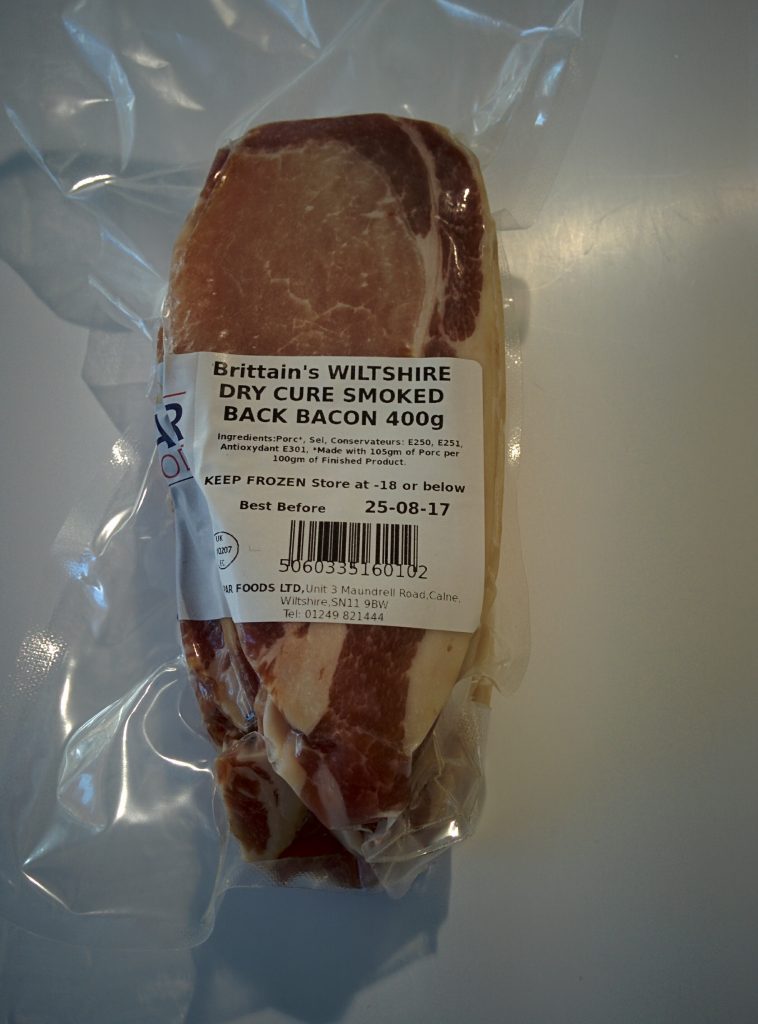 Brittain's WILTSHIRE
DRY CURE SMOKED
BACK BACON 400g
Ingredients:Porc*, Sel, Conservateurs: E250, E251,
Antioxydant E301, *Made with 105gm of Porc per
100gm of Finished Product.
KEEP FROZEN Store at -18 or below
Best Before 25-08-17
UK
EC
5060335160102
FOODS LTD,Unit 3 Maundrell Road,Calne,
Wiltshire,SN11 9BW
Tel: 01249 821444